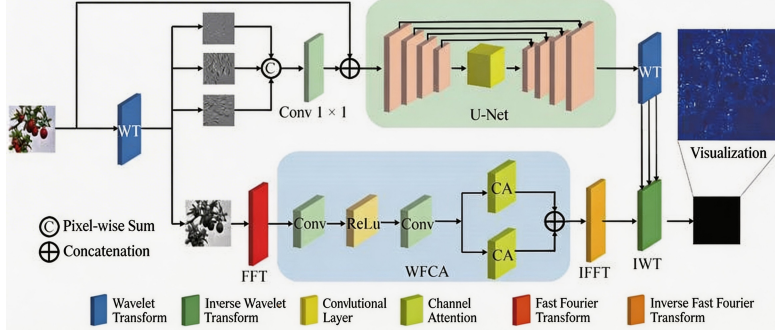 WT
C
Conv 1 × 1
U-Net
WT
Visualization
C Pixel-wise Sum
Concatenation
FFT
Conv
ReLu
Conv
CA
CA
WFCA
IFFT
IWT
Wavelet
Transform
Inverse Wavelet
Transform
Convlutional
Layer
Channel
Attention
Fast Fourier
Transform
Inverse Fast Fourier
Transform